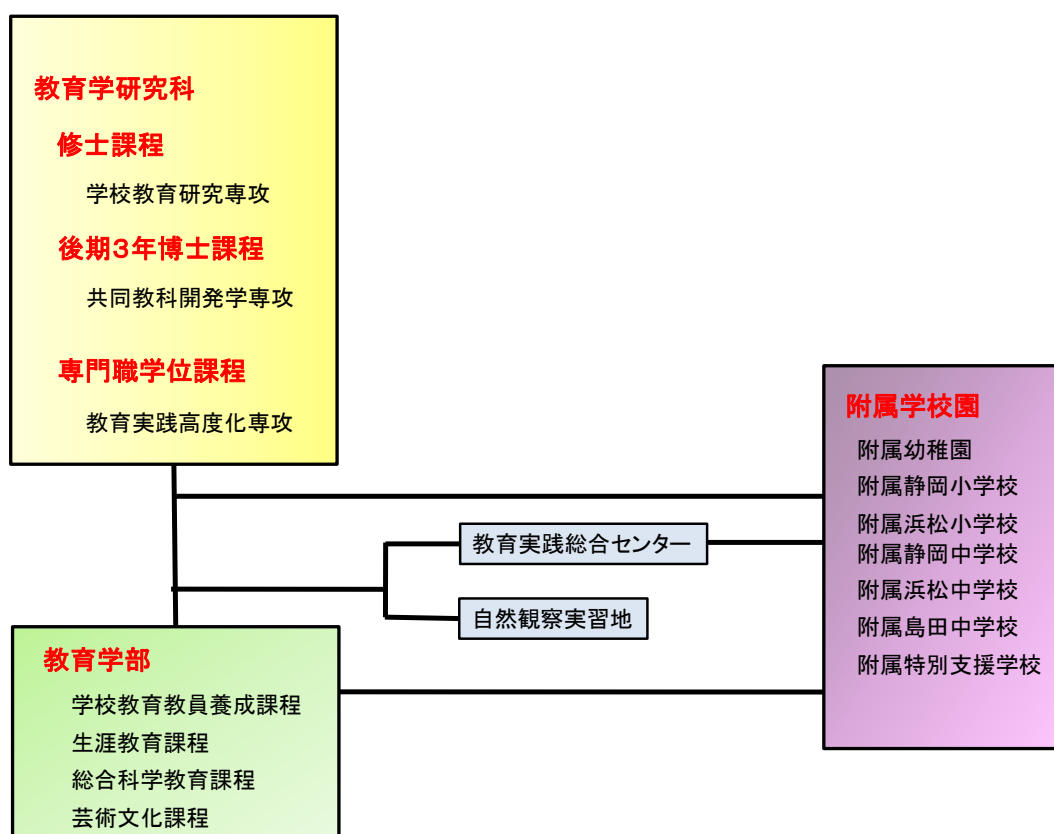 教育学研究科
修士課程
学校教育研究専攻
後期3年博士課程
共同教科開発学専攻
専門職学位課程
教育実践高度化専攻
附属学校園
附属幼稚園
附属静岡小学校
附属浜松小学校
附属静岡中学校
附属浜松中学校
附属島田中学校
附属特別支援学校
教育実践総合センター
自然観察実習地
教育学部
学校教育教員養成課程
生涯教育課程
総合科学教育課程
芸術文化課程